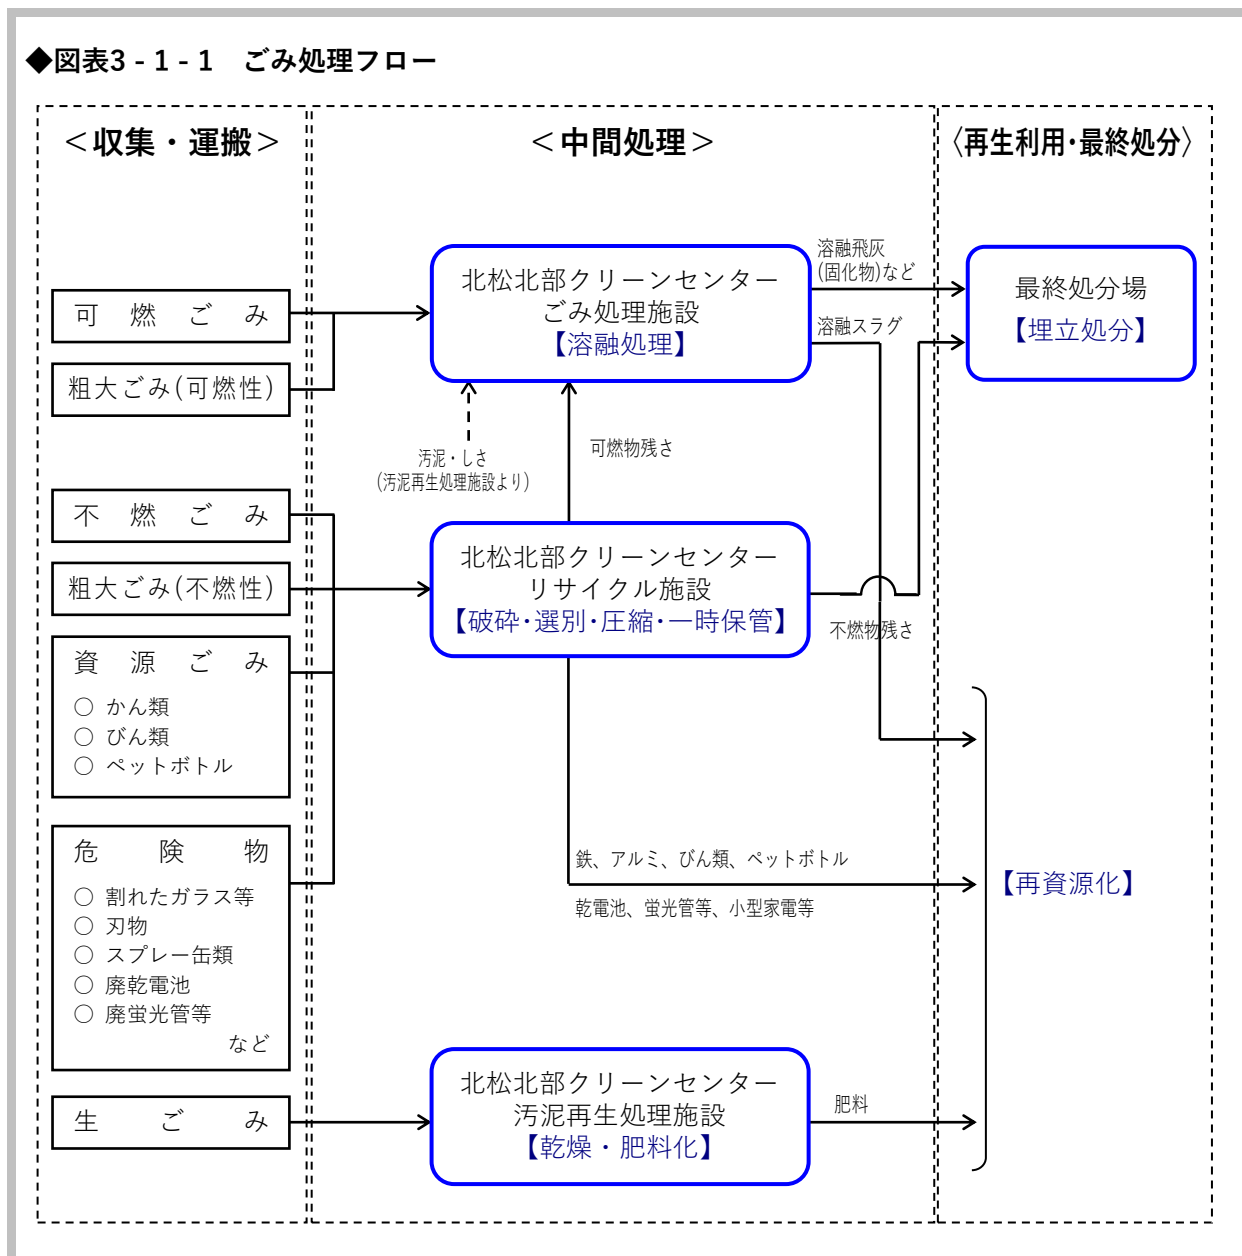 ◆図表3-1-1 ごみ処理フロー
＜収集・運搬＞
＜中間処理＞
〈再生利用・最終処分〉
可燃ごみ
粗大ごみ(可燃性)
不燃ごみ
粗大ごみ(不燃性)
資源ごみ
○ かん類
○ びん類
○ ペットボトル
危険物
○ 割れたガラス等
○ 刃物
○ スプレー缶類
○ 廃乾電池
○ 廃蛍光管等
など
生ごみ
北松北部クリーンセンター
ごみ処理施設
【溶融処理】
汚泥・しさ
(汚泥再生処理施設より)
可燃物残さ
北松北部クリーンセンター
リサイクル施設
【破砕・選別・圧縮・一時保管】
鉄、アルミ、びん類、ペットボトル
乾電池、蛍光管等、小型家電等
北松北部クリーンセンター
汚泥再生処理施設
【乾燥・肥料化】
溶融飛灰
(固化物)など
溶融スラグ
不燃物残さ
肥料
最終処分場
【埋立処分】
【再資源化】